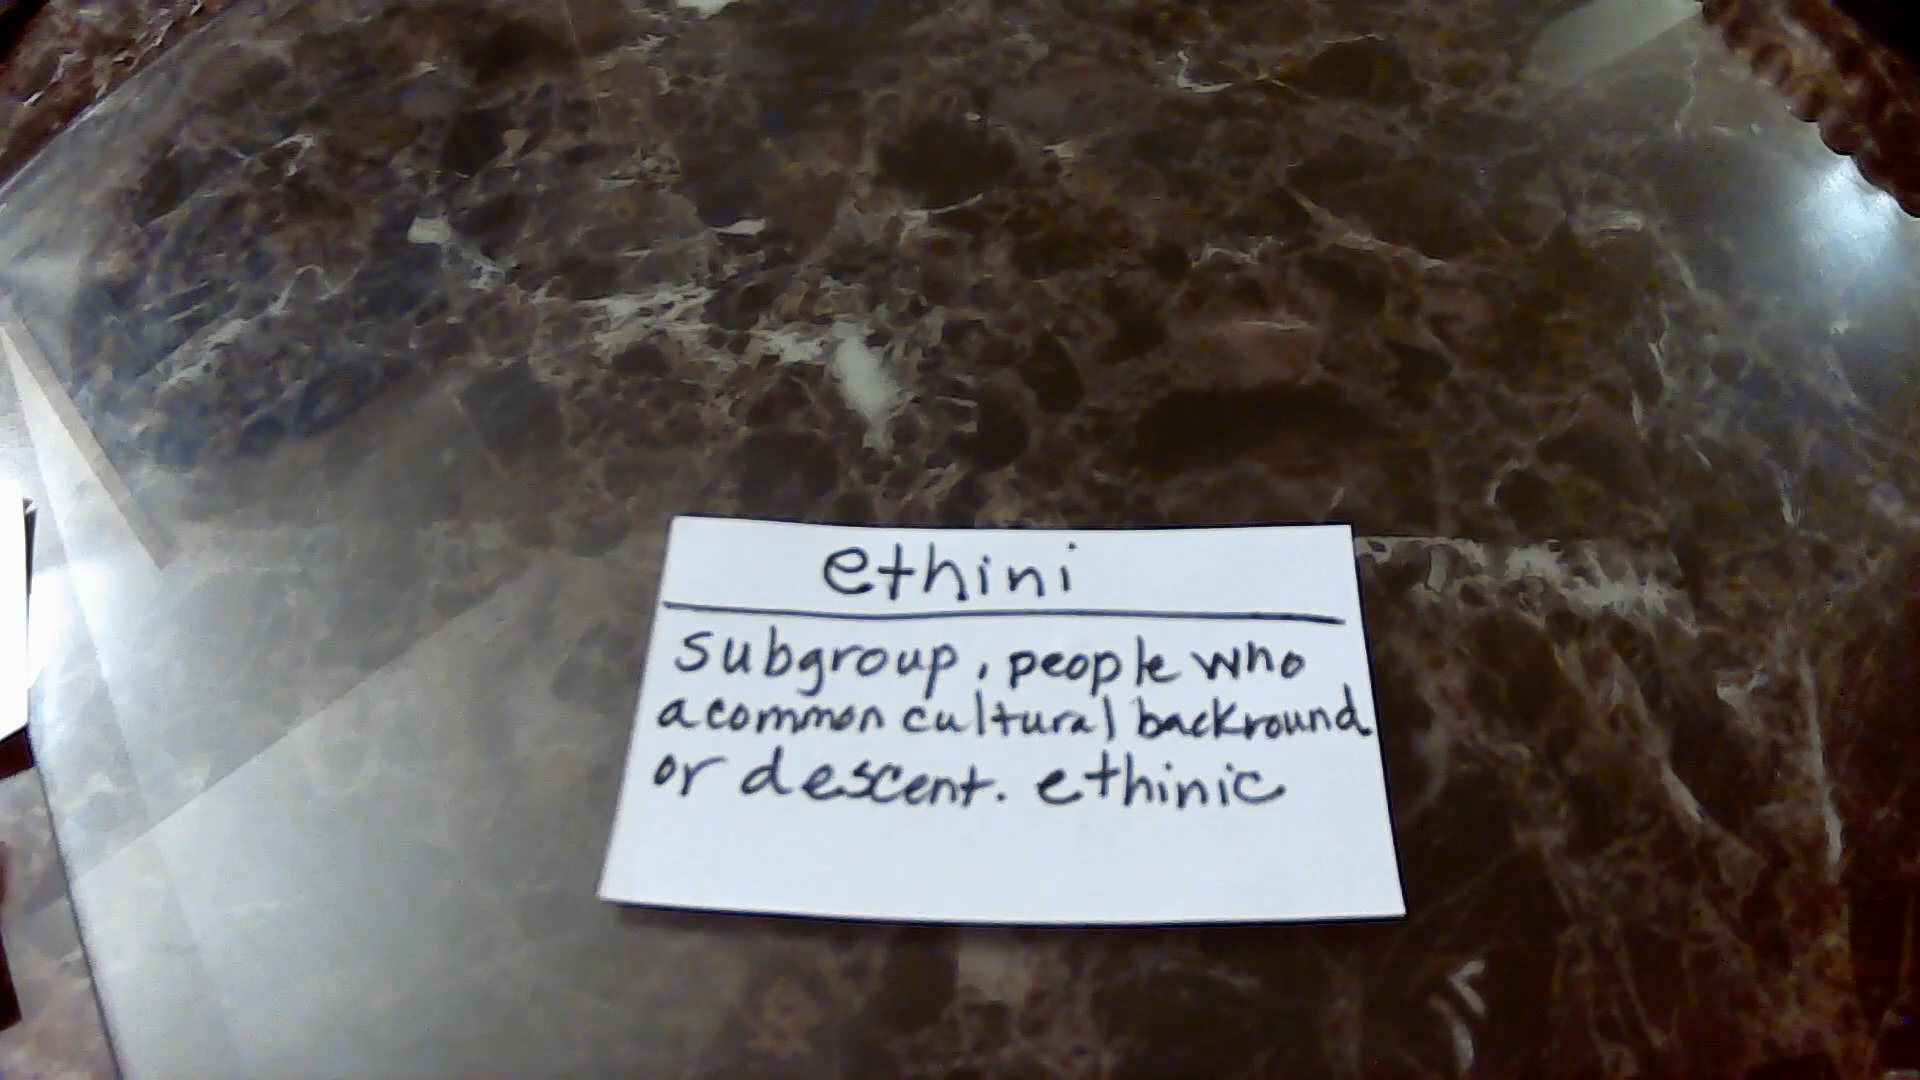 ethini
subgroup, people who
a common cultural backround
or descent. ethinic